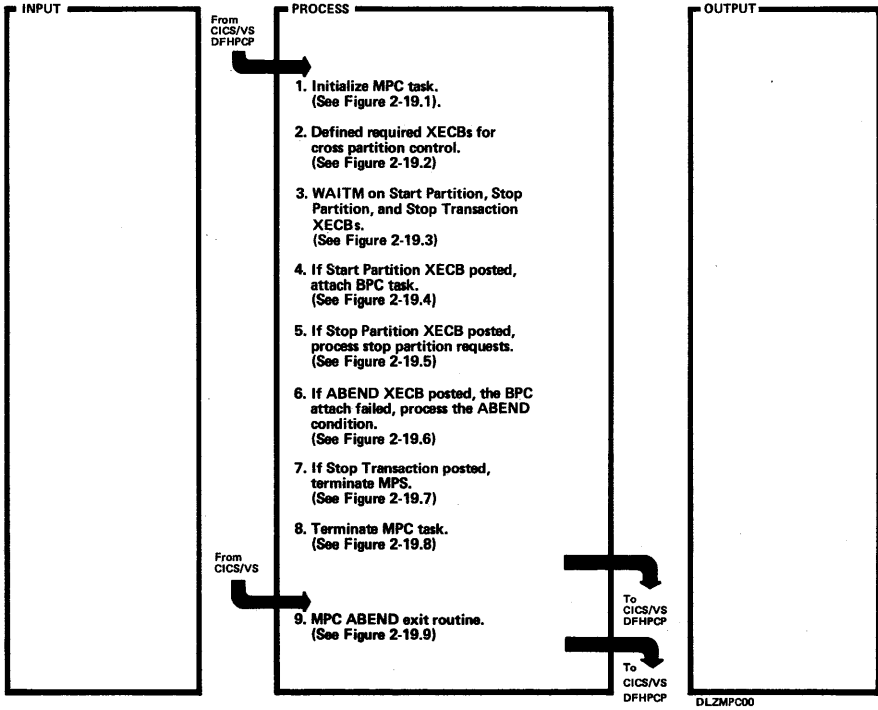 INPUT
From
CICS/VS
DFHPCP
PROCESS
1. Initialize MPC task.
(See Figure 2-19.1).
2. Defined required XECBs for
cross partition control.
(See Figure 2-19.2)
3. WAITM on Start Partition, Stop
Partition, and Stop Transaction
XECBs.
(See Figure 2-19.3)
4. If Start Partition XECB posted,
attach BPC task.
(See Figure 2-19.4)
5. If Stop Partition XECB posted,
process stop partition requests.
(See Figure 2-19.5)
6. If ABEND XECB posted, the BPC
attach failed, process the ABEND
condition.
(See Figure 2-19.6)
7. If Stop Transaction posted,
terminate MPS.
(See Figure 2-19.7)
8. Terminate MPC task.
(See Figure 2-19.8)
From
CICS/VS
9. MPC ABEND exit routine.
(See Figure 2-19.9)
To
CICS/VS
DFHPCP
To
CICS/VS
DFHPCP
OUTPUT
DLZMPC00